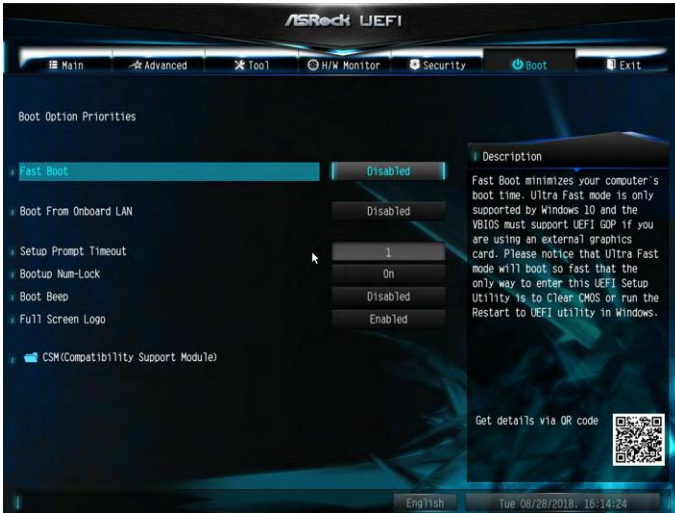 ASRock UEFI
Main
Advanced
Tool
H/W Monitor
Security
Boot
Exit
Boot Option Priorities
Fast Boot Disabled
Boot From Onboard LAN Disabled
Setup Prompt Timeout 1
Bootup Num-Lock On
Boot Beep Disabled
Full Screen Logo Enabled
CSM(Compatibility Support Module)
Description
Fast Boot minimizes your computer`s
boot time. Ultra Fast mode is only
supported by Windows 10 and the
VBIOS must support UEFI GOP if you
are using an external graphics
card. Please notice that Ultra Fast
mode will boot so fast that the
only way to enter this UEFI Setup
Utility is to Clear CMOS or run the
Restart to UEFI utility in Windows.
Get details via QR code
English
Tue 08/28/2018. 16:14:24